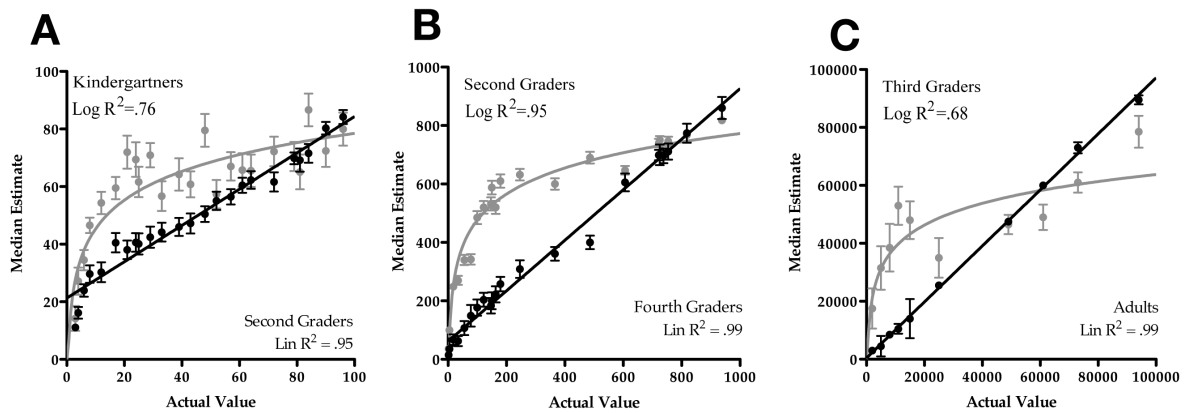 A
Kindergartners
Log R²=.76
Second Graders
Lin R² = .95
100
80
60
40
20
0
0 20 40 60 80 100
Median Estimate
Actual Value
B
Second Graders
Log R²=.95
Fourth Graders
Lin R² = .99
1000
800
600
400
200
0
0 200 400 600 800 1000
Median Estimate
Actual Value
C
Third Graders
Log R²=.68
Adults
Lin R² = .99
100000
80000
60000
40000
20000
0
0 20000 40000 60000 80000 100000
Median Estimate
Actual Value